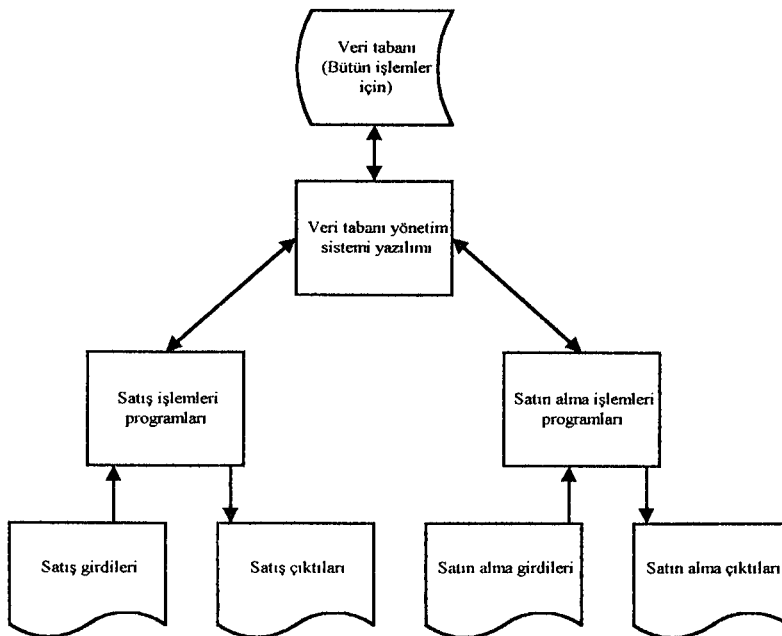 Veri tabanı
(Bütün işlemler
için)
Veri tabanı yönetim
sistemi yazılımı
Satış işlemleri
programları
Satın alma işlemleri
programları
Satış girdileri
Satış çıktıları
Satın alma girdileri
Satın alma çıktıları